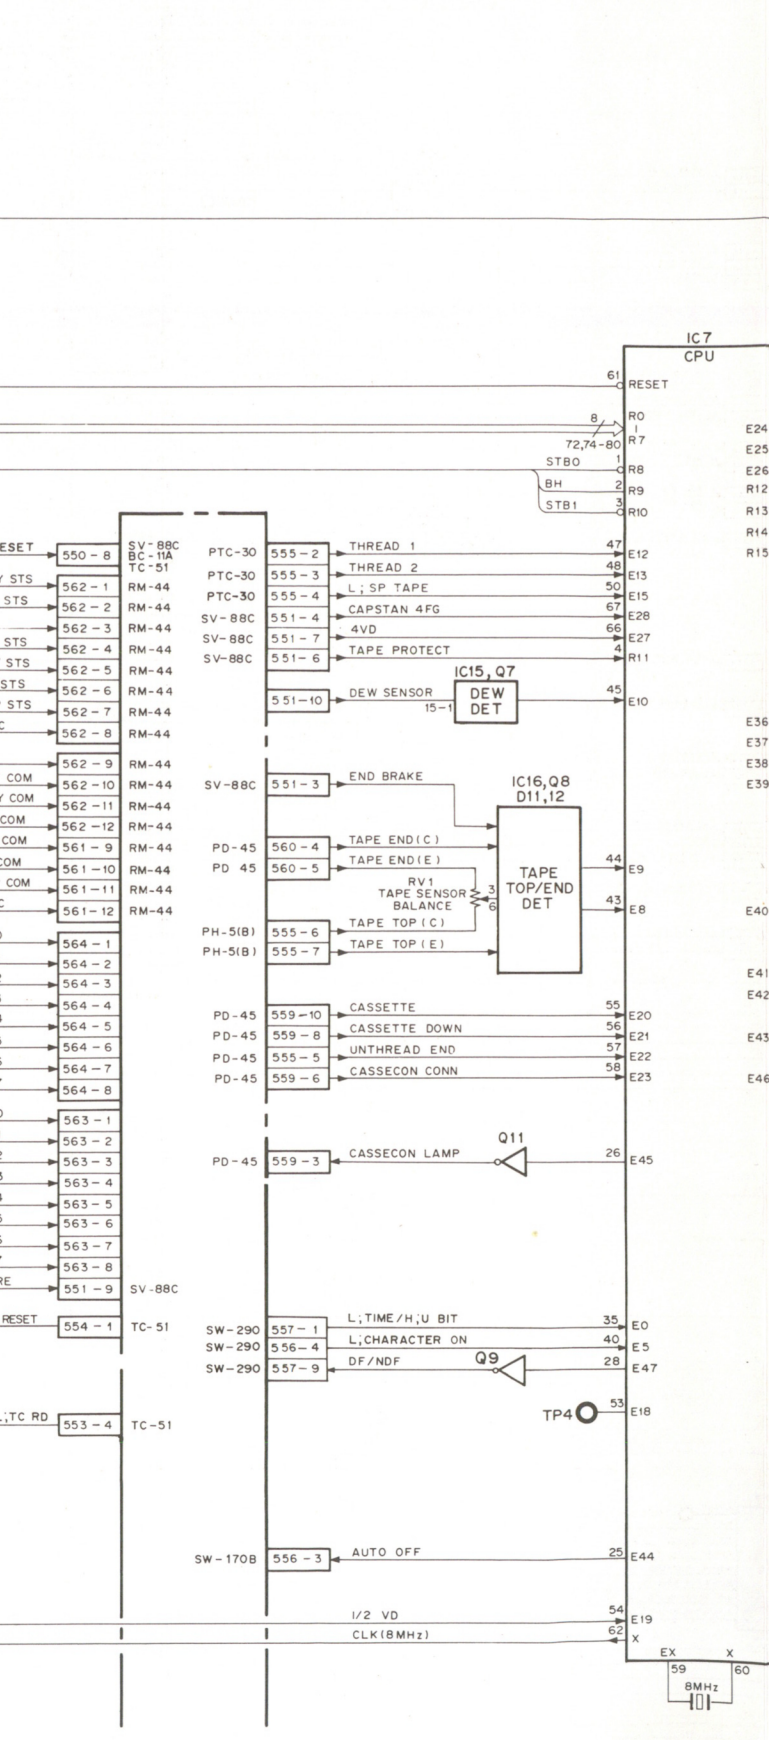 IC7
CPU
61 RESET
8 R0
I
72,74-80 R7
STB0 1 R8
BH 2 R9
STB1 3 R10
E24
E25
E26
R12
R13
R14
R15
ESET 550-8 SV-88C
BC-11A
TC-51
Y STS 562-1 RM-44
STS 562-2 RM-44
562-3 RM-44
STS 562-4 RM-44
STS 562-5 RM-44
STS 562-6 RM-44
STS 562-7 RM-44
C 562-8 RM-44
562-9 RM-44
COM 562-10 RM-44
Y COM 562-11 RM-44
COM 562-12 RM-44
COM 561-9 RM-44
COM 561-10 RM-44
COM 561-11 RM-44
C 561-12 RM-44
564-1
564-2
564-3
564-4
564-5
564-6
564-7
564-8
563-1
563-2
563-3
563-4
563-5
563-6
563-7
563-8
RE 551-9 SV-88C
RESET 554-1 TC-51
L;TC RD 553-4 TC-51
PTC-30 555-2 THREAD 1 47 E12
PTC-30 555-3 THREAD 2 48 E13
PTC-30 555-4 L; SP TAPE 50 E15
SV-88C 551-4 CAPSTAN 4FG 67 E28
SV-88C 551-7 4VD 66 E27
SV-88C 551-6 TAPE PROTECT 4 R11
IC15, Q7
551-10 DEW SENSOR 15-1 DEW DET 45 E10
SV-88C 551-3 END BRAKE
IC16,Q8
D11,12
PD-45 560-4 TAPE END(C)
PD 45 560-5 TAPE END(E)
RV1
TAPE SENSOR
BALANCE
3
6
TAPE
TOP/END
DET
44 E9
43 E8
PH-5(B) 555-6 TAPE TOP (C)
PH-5(B) 555-7 TAPE TOP (E)
PD-45 559-10 CASSETTE 55 E20
PD-45 559-8 CASSETTE DOWN 56 E21
PD-45 555-5 UNTHREAD END 57 E22
PD-45 559-6 CASSECON CONN 58 E23
E36
E37
E38
E39
E40
E41
E42
E43
E46
PD-45 559-3 CASSECON LAMP Q11 26 E45
SW-290 557-1 L;TIME/H;U BIT 35 E0
SW-290 556-4 L;CHARACTER ON 40 E5
SW-290 557-9 DF/NDF Q9 28 E47
TP4 53 E18
SW-170B 556-3 AUTO OFF 25 E44
1/2 VD 54 E19
CLK(8MHz) 62 X
EX X
59 60
8MHz